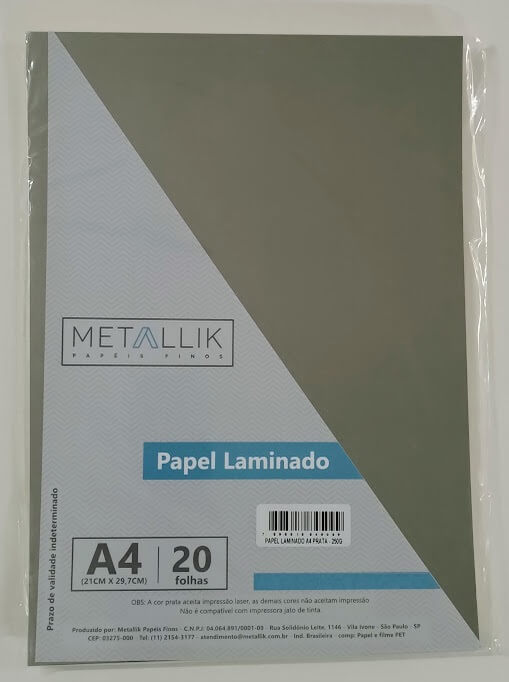 METALLIK
PAPÉIS FINOS
Papel Laminado
PAPEL LAMINADO A4 PRATA - 250G
A4
(21CM X 29,7CM)
20
folhas
Prazo de validade indeterminado
OBS: A cor prata aceita impressão laser, as demais cores não aceitam impressão
Não é compatível com impressora jato de tinta.
Produzido por: Metallik Papéis Finos - C.N.P.J: 04.064.891/0001-00 - Rua Solidônio Leite, 1146 - Vila Ivone - São Paulo - SP
CEP: 03275-000 Tel: (11) 2154-3177 - atendimento@metallik.com.br - Ind. Brasileira comp: Papel e filme PET